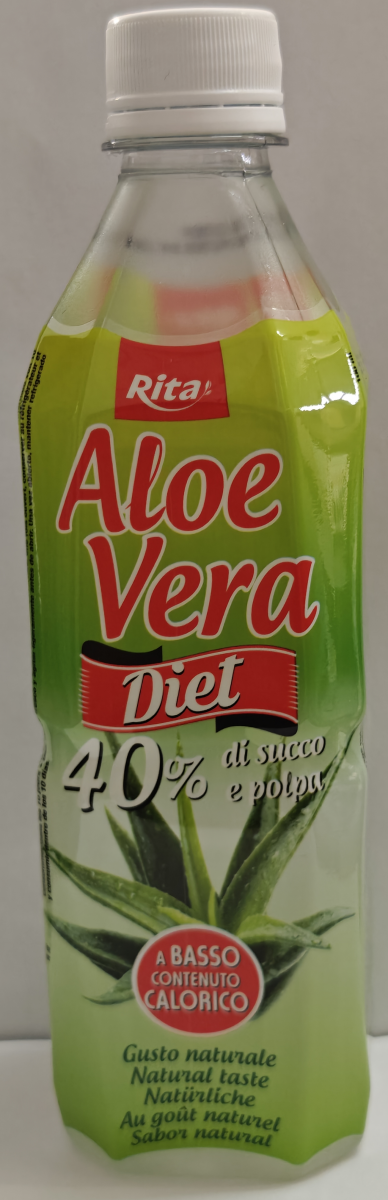 Rita
Aloe
Vera
Diet
40% di succo
e polpa
A BASSO
CONTENUTO
CALORICO
Gusto naturale
Natural taste
Natürliche
Au goût naturel
Sabor natural